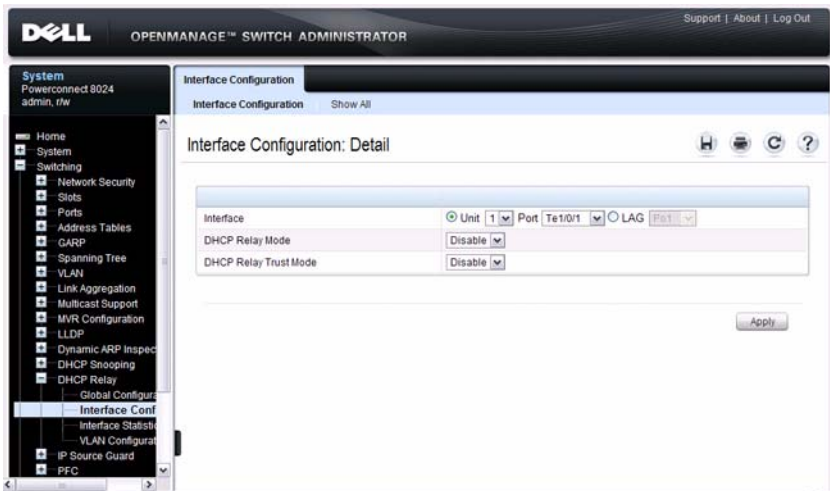 Support | About | Log Out
DELL OPENMANAGE™ SWITCH ADMINISTRATOR
System
Powerconnect 8024
admin, r/w
Home
System
Switching
Network Security
Slots
Ports
Address Tables
GARP
Spanning Tree
VLAN
Link Aggregation
Multicast Support
MVR Configuration
LLDP
Dynamic ARP Inspec
DHCP Snooping
DHCP Relay
Global Configura
Interface Conf
Interface Statistic
VLAN Configurat
IP Source Guard
PFC
Interface Configuration
Interface Configuration Show All
Interface Configuration: Detail
Interface Unit 1 Port Te1/0/1 LAG Po1
DHCP Relay Mode Disable
DHCP Relay Trust Mode Disable
Apply